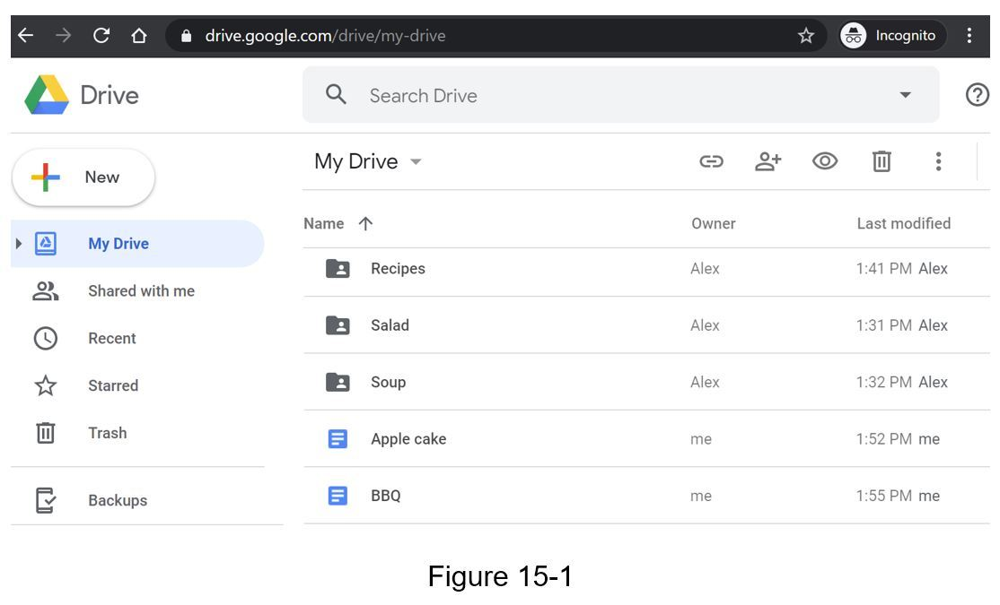 drive.google.com/drive/my-drive Incognito
Drive Search Drive
New
My Drive
Shared with me
Recent
Starred
Trash
Backups
My Drive
Name Owner Last modified
Recipes Alex 1:41 PM Alex
Salad Alex 1:31 PM Alex
Soup Alex 1:32 PM Alex
Apple cake me 1:52 PM me
BBQ me 1:55 PM me
Figure 15-1